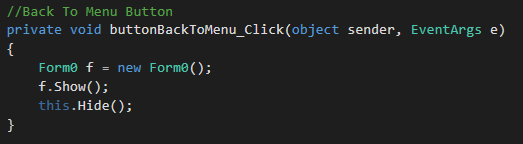 //Back To Menu Button
private void buttonBackToMenu_Click(object sender, EventArgs e)
{
    Form0 f = new Form0();
    f.Show();
    this.Hide();
}